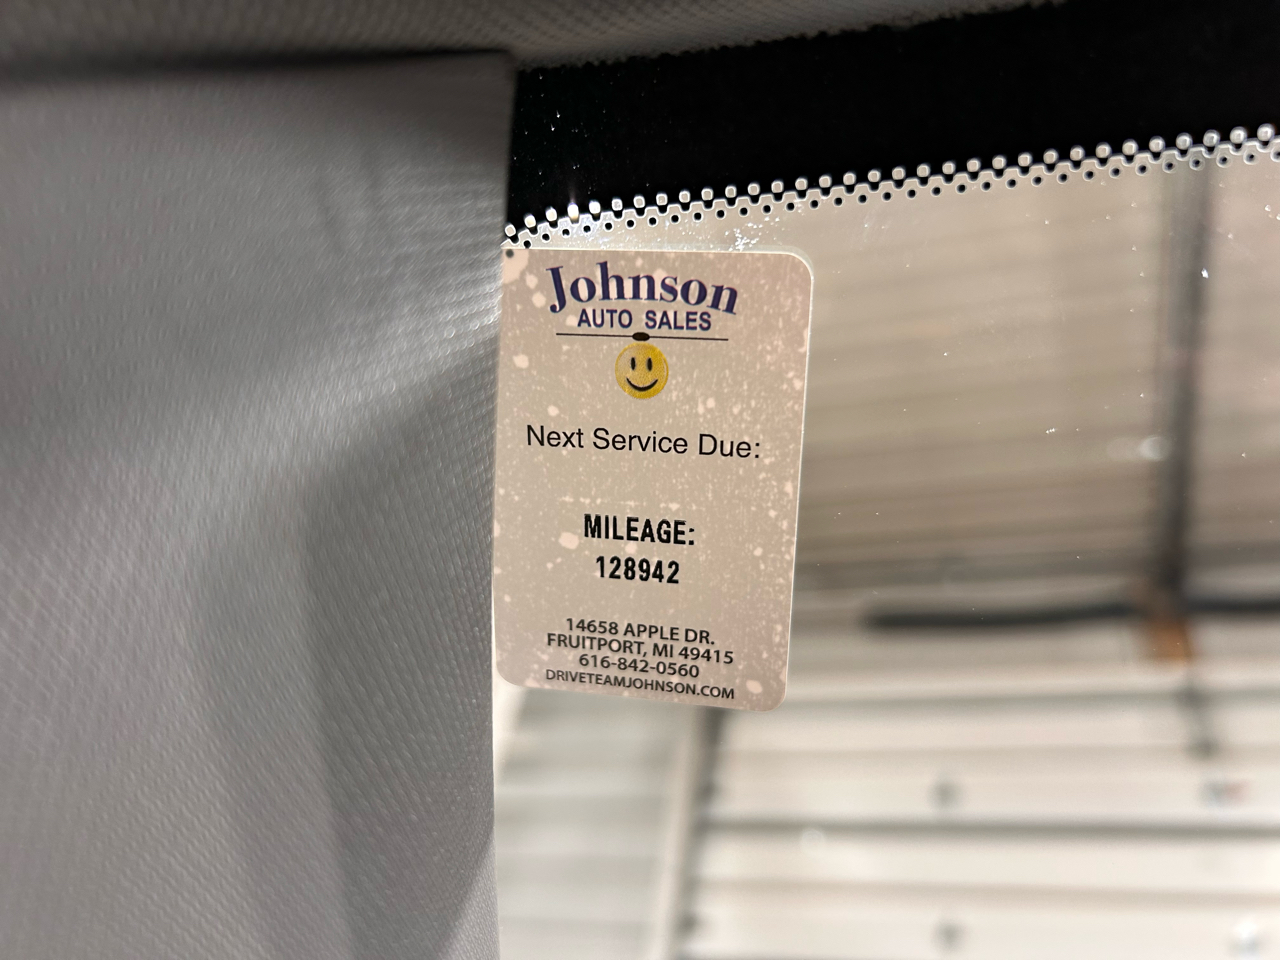 Johnson
AUTO SALES
Next Service Due:
MILEAGE:
128942
14658 APPLE DR.
FRUITPORT, MI 49415
616-842-0560
DRIVETEAMJOHNSON.COM